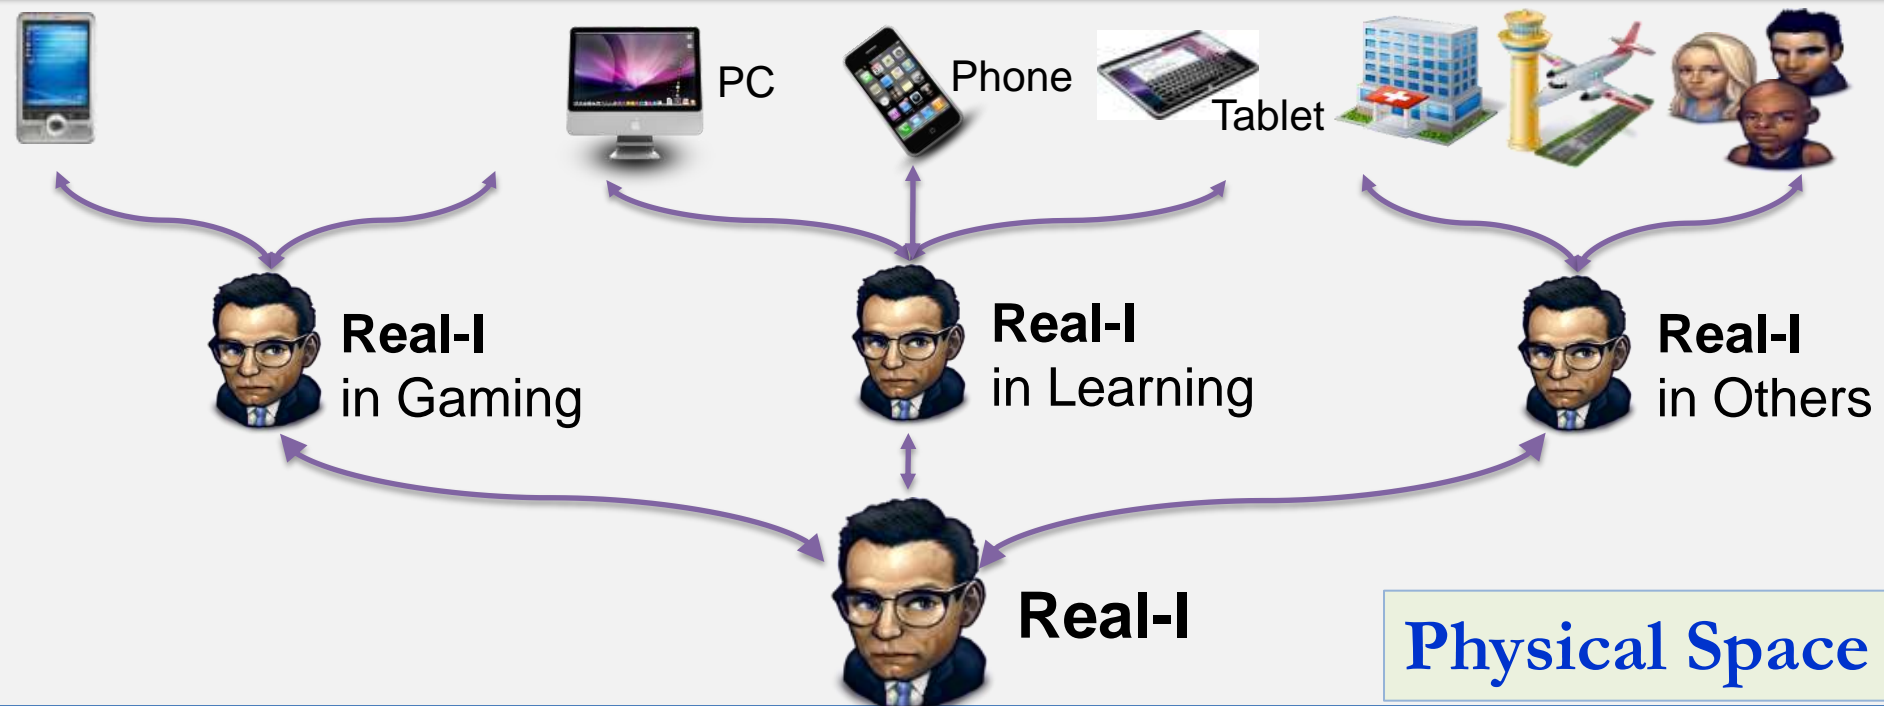 PC
Phone
Tablet
Real-I
in Gaming
Real-I
in Learning
Real-I
in Others
Real-I
Physical Space